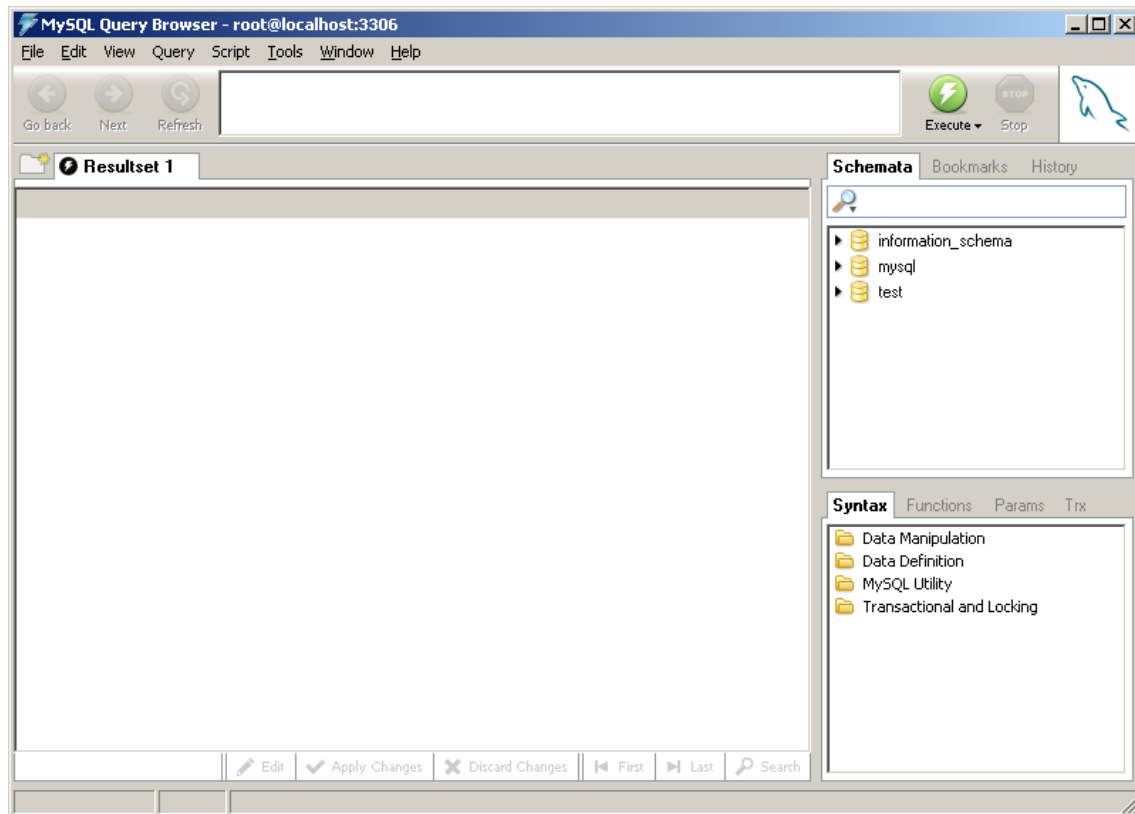 MySQL Query Browser - root@localhost:3306
File Edit View Query Script Tools Window Help
Go back Next Refresh Execute STOP Stop
Resultset 1
Schemata Bookmarks History
information_schema
mysql
test
Syntax Functions Params Trx
Data Manipulation
Data Definition
MySQL Utility
Transactional and Locking
Edit Apply Changes Discard Changes First Last Search